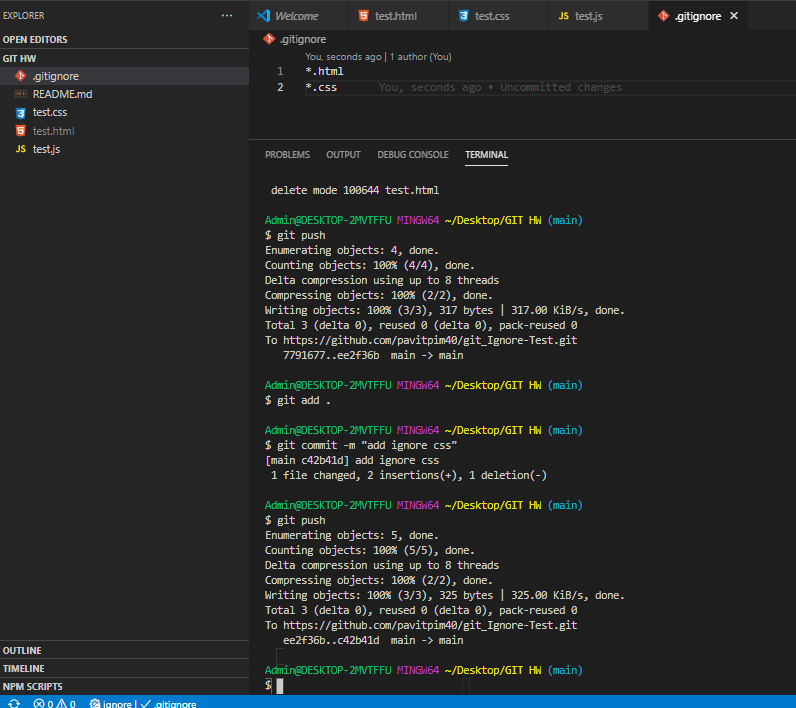 EXPLORER ...
OPEN EDITORS
GIT HW
.gitignore
README.md
test.css
test.html
JS test.js
OUTLINE
TIMELINE
NPM SCRIPTS
Welcome test.html test.css JS test.js .gitignore
.gitignore
You, seconds ago | 1 author (You)
1 *.html
2 *.css You, seconds ago • Uncommitted changes
PROBLEMS OUTPUT DEBUG CONSOLE TERMINAL
delete mode 100644 test.html
Admin@DESKTOP-2MVTFFU MINGW64 ~/Desktop/GIT HW (main)
$ git push
Enumerating objects: 4, done.
Counting objects: 100% (4/4), done.
Delta compression using up to 8 threads
Compressing objects: 100% (2/2), done.
Writing objects: 100% (3/3), 317 bytes | 317.00 KiB/s, done.
Total 3 (delta 0), reused 0 (delta 0), pack-reused 0
To https://github.com/pavitpim40/git_Ignore-Test.git
7791677..ee2f36b main -> main
Admin@DESKTOP-2MVTFFU MINGW64 ~/Desktop/GIT HW (main)
$ git add .
Admin@DESKTOP-2MVTFFU MINGW64 ~/Desktop/GIT HW (main)
$ git commit -m "add ignore css"
[main c42b41d] add ignore css
1 file changed, 2 insertions(+), 1 deletion(-)
Admin@DESKTOP-2MVTFFU MINGW64 ~/Desktop/GIT HW (main)
$ git push
Enumerating objects: 5, done.
Counting objects: 100% (5/5), done.
Delta compression using up to 8 threads
Compressing objects: 100% (2/2), done.
Writing objects: 100% (3/3), 325 bytes | 325.00 KiB/s, done.
Total 3 (delta 0), reused 0 (delta 0), pack-reused 0
To https://github.com/pavitpim40/git_Ignore-Test.git
ee2f36b..c42b41d main -> main
Admin@DESKTOP-2MVTFFU MINGW64 ~/Desktop/GIT HW (main)
$
0 0 ignore | .gitignore